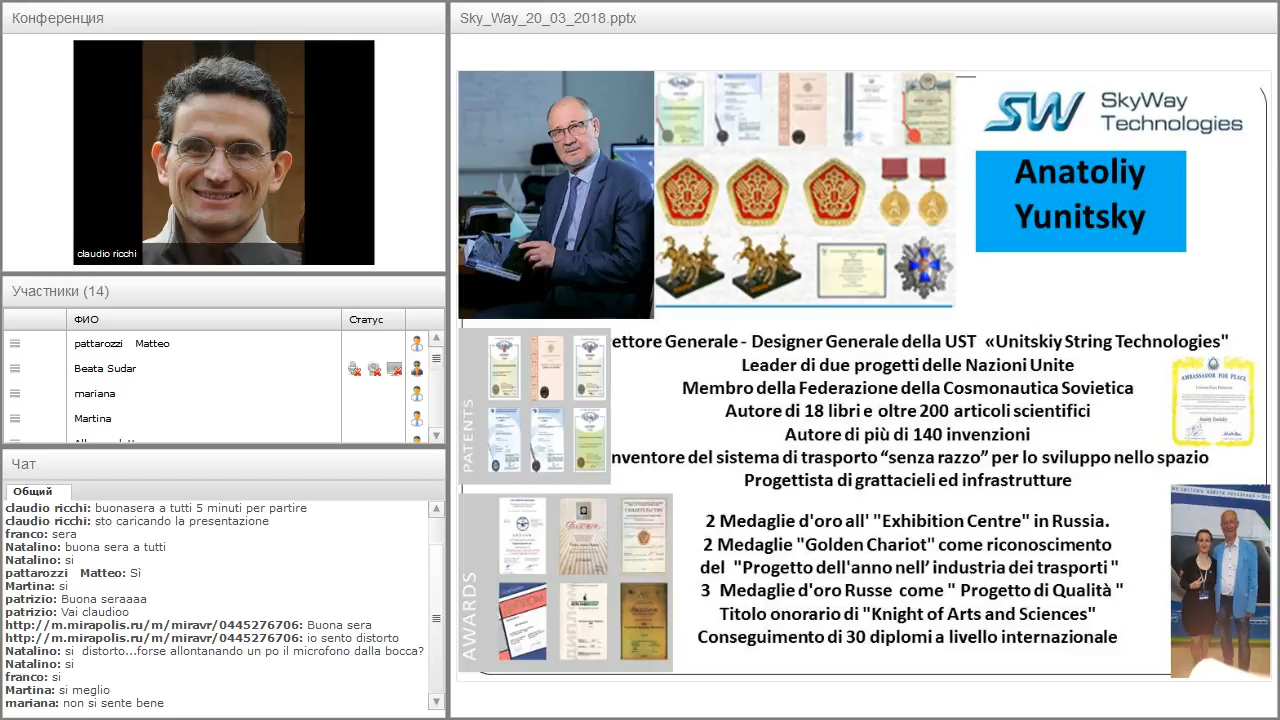 Конференция
claudio ricchi
Участники (14)
ФИО
Статус
pattarozzi Matteo
Beata Sudar
mariana
Martina
Чат
Общий
claudio ricchi: buonasera a tutti 5 minuti per partire
claudio ricchi: sto caricando la presentazione
franco: sera
Natalino: buona sera a tutti
Natalino: si
pattarozzi Matteo: Sì
Martina: si
patrizio: Buona seraaaa
patrizio: Vai claudioo
http://m.mirapolis.ru/m/miravr/0445276706: Buona sera
http://m.mirapolis.ru/m/miravr/0445276706: io sento distorto
Natalino: si distorto...forse allontanando un po il microfono dalla bocca?
Natalino: si
franco: si
Martina: si meglio
mariana: non si sente bene
Sky_Way_20_03_2018.pptx
SW SkyWay
Technologies
Anatoliy
Yunitsky
ettore Generale - Designer Generale della UST «Unitskiy String Technologies"
Leader di due progetti delle Nazioni Unite
Membro della Federazione della Cosmonautica Sovietica
Autore di 18 libri e oltre 200 articoli scientifici
Autore di più di 140 invenzioni
nventore del sistema di trasporto “senza razzo” per lo sviluppo nello spazio
Progettista di grattacieli ed infrastrutture
AMBASSADOR FOR PEACE
PATENTS
2 Medaglie d'oro all' "Exhibition Centre" in Russia.
2 Medaglie "Golden Chariot" come riconoscimento
del "Progetto dell'anno nell’ industria dei trasporti "
3 Medaglie d'oro Russe come " Progetto di Qualità "
Titolo onorario di "Knight of Arts and Sciences"
Conseguimento di 30 diplomi a livello internazionale
AWARDS